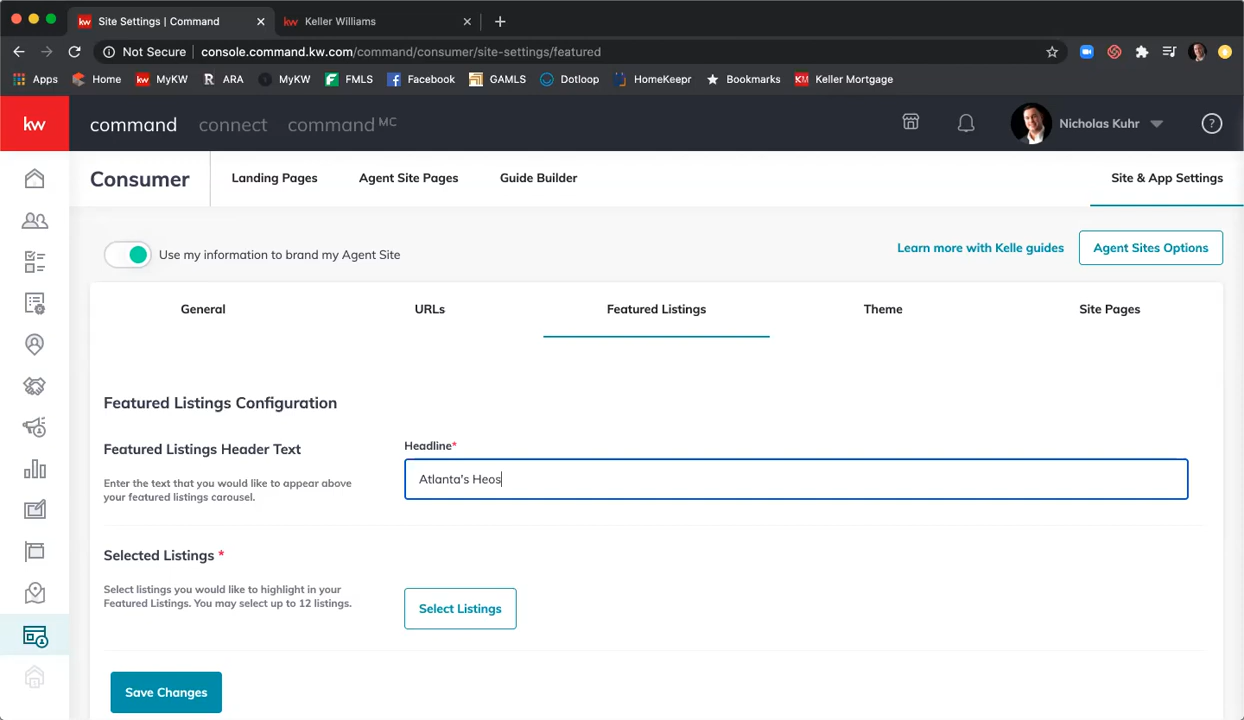 Site Settings | Command
Keller Williams
Not Secure
console.command.kw.com/command/consumer/site-settings/featured
Apps
Home
MyKW
ARA
MyKW
FMLS
Facebook
GAMLS
Dotloop
HomeKeepr
Bookmarks
Keller Mortgage
kw
command
connect
command MC
Nicholas Kuhr
Consumer
Landing Pages
Agent Site Pages
Guide Builder
Site & App Settings
Use my information to brand my Agent Site
Learn more with Kelle guides
Agent Sites Options
General
URLs
Featured Listings
Theme
Site Pages
Featured Listings Configuration
Featured Listings Header Text
Enter the text that you would like to appear above
your featured listings carousel.
Headline*
Atlanta's Heos
Selected Listings *
Select listings you would like to highlight in your
Featured Listings. You may select up to 12 listings.
Select Listings
Save Changes